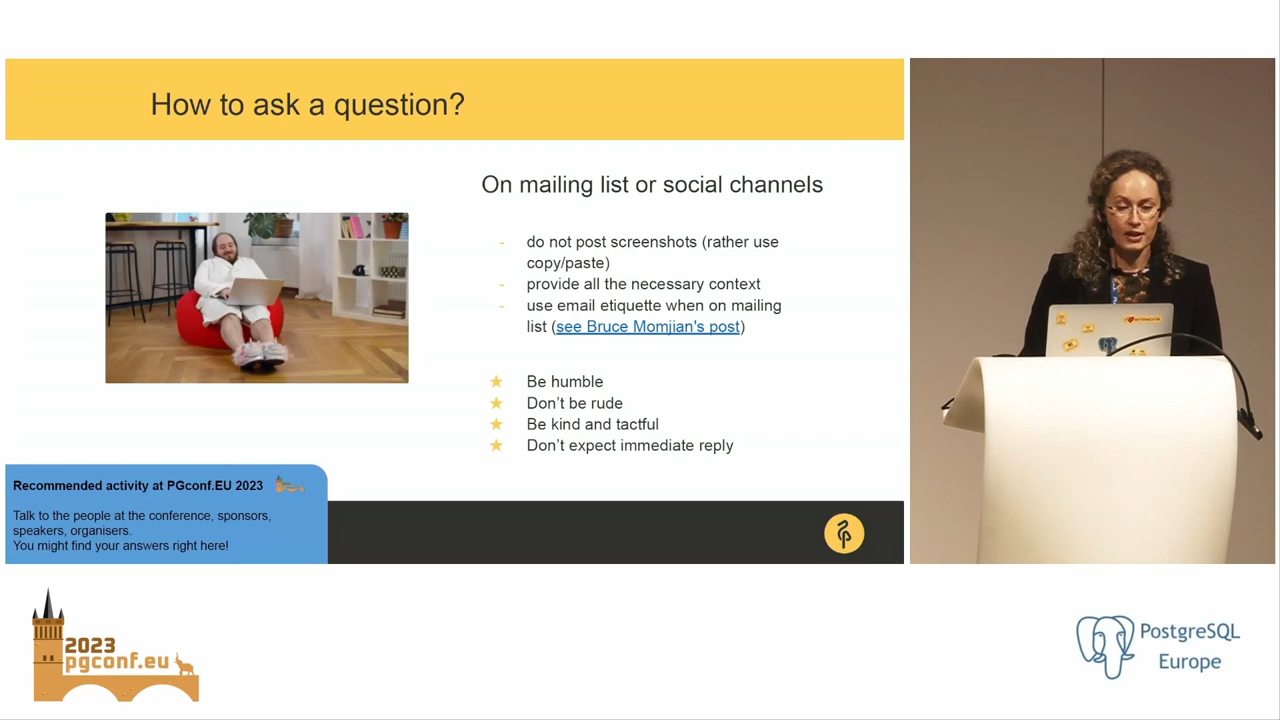 How to ask a question?
On mailing list or social channels
- do not post screenshots (rather use
copy/paste)
- provide all the necessary context
- use email etiquette when on mailing
list (see Bruce Momjian's post)
★ Be humble
★ Don't be rude
★ Be kind and tactful
★ Don't expect immediate reply
Recommended activity at PGconf.EU 2023
Talk to the people at the conference, sponsors,
speakers, organisers.
You might find your answers right here!
2023
pgconf.eu
PostgreSQL
Europe